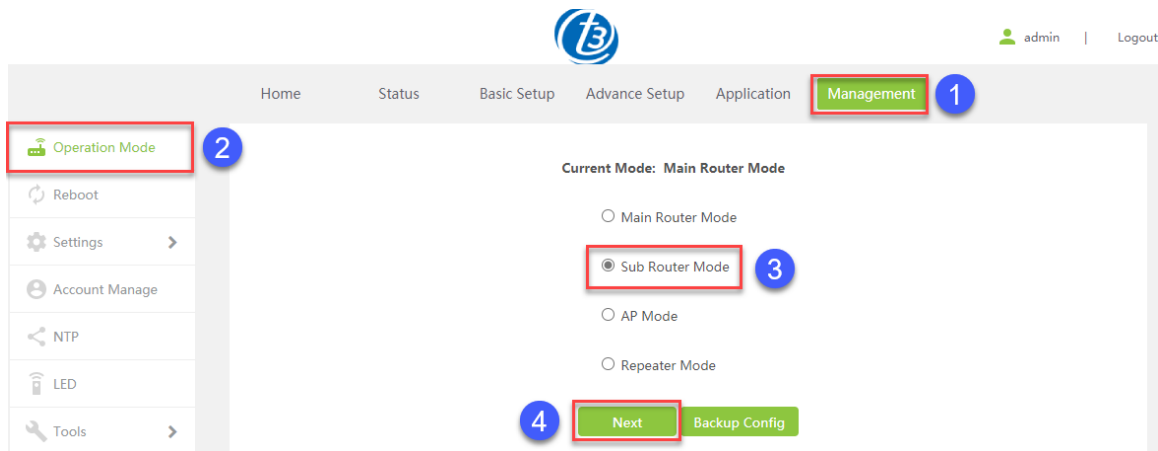 t3
admin | Logout
Home Status Basic Setup Advance Setup Application Management 1
Operation Mode 2
Reboot
Settings
Account Manage
NTP
LED
Tools
Current Mode: Main Router Mode
Main Router Mode
Sub Router Mode 3
AP Mode
Repeater Mode
4 Next Backup Config